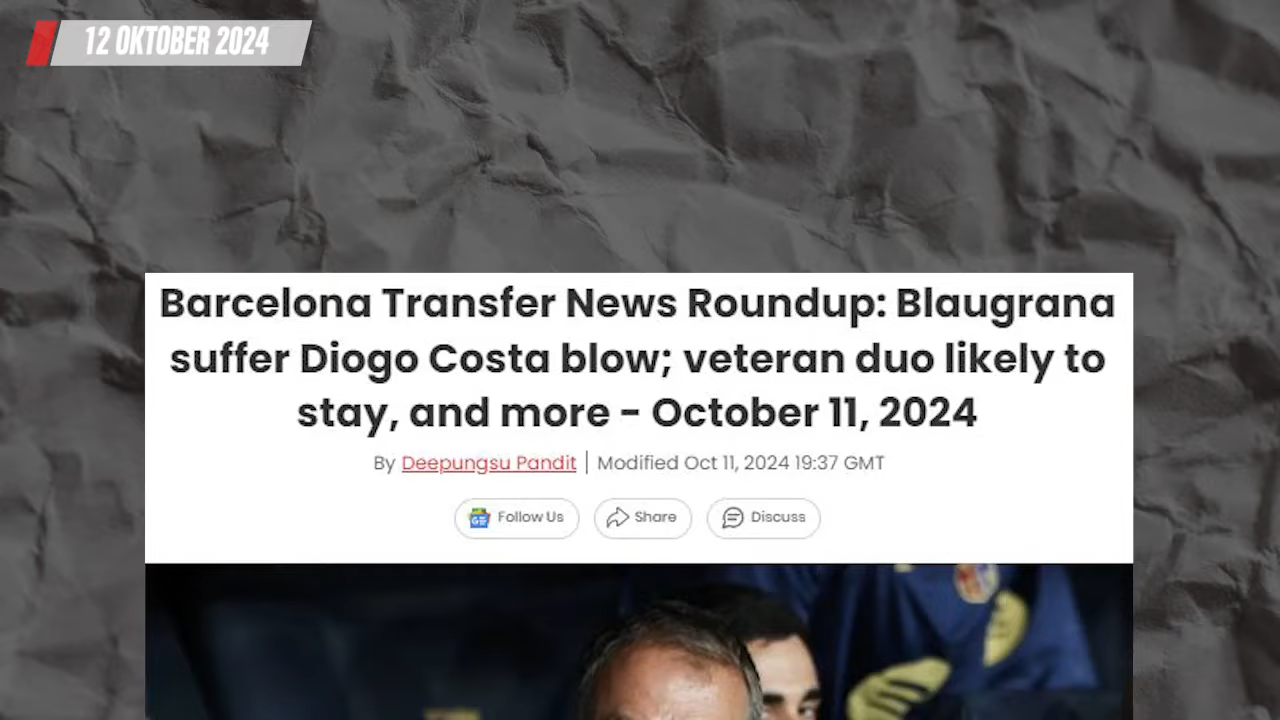 12 OKTOBER 2024
Barcelona Transfer News Roundup: Blaugrana
suffer Diogo Costa blow; veteran duo likely to
stay, and more - October 11, 2024
By Deepungsu Pandit | Modified Oct 11, 2024 19:37 GMT
Follow Us Share Discuss